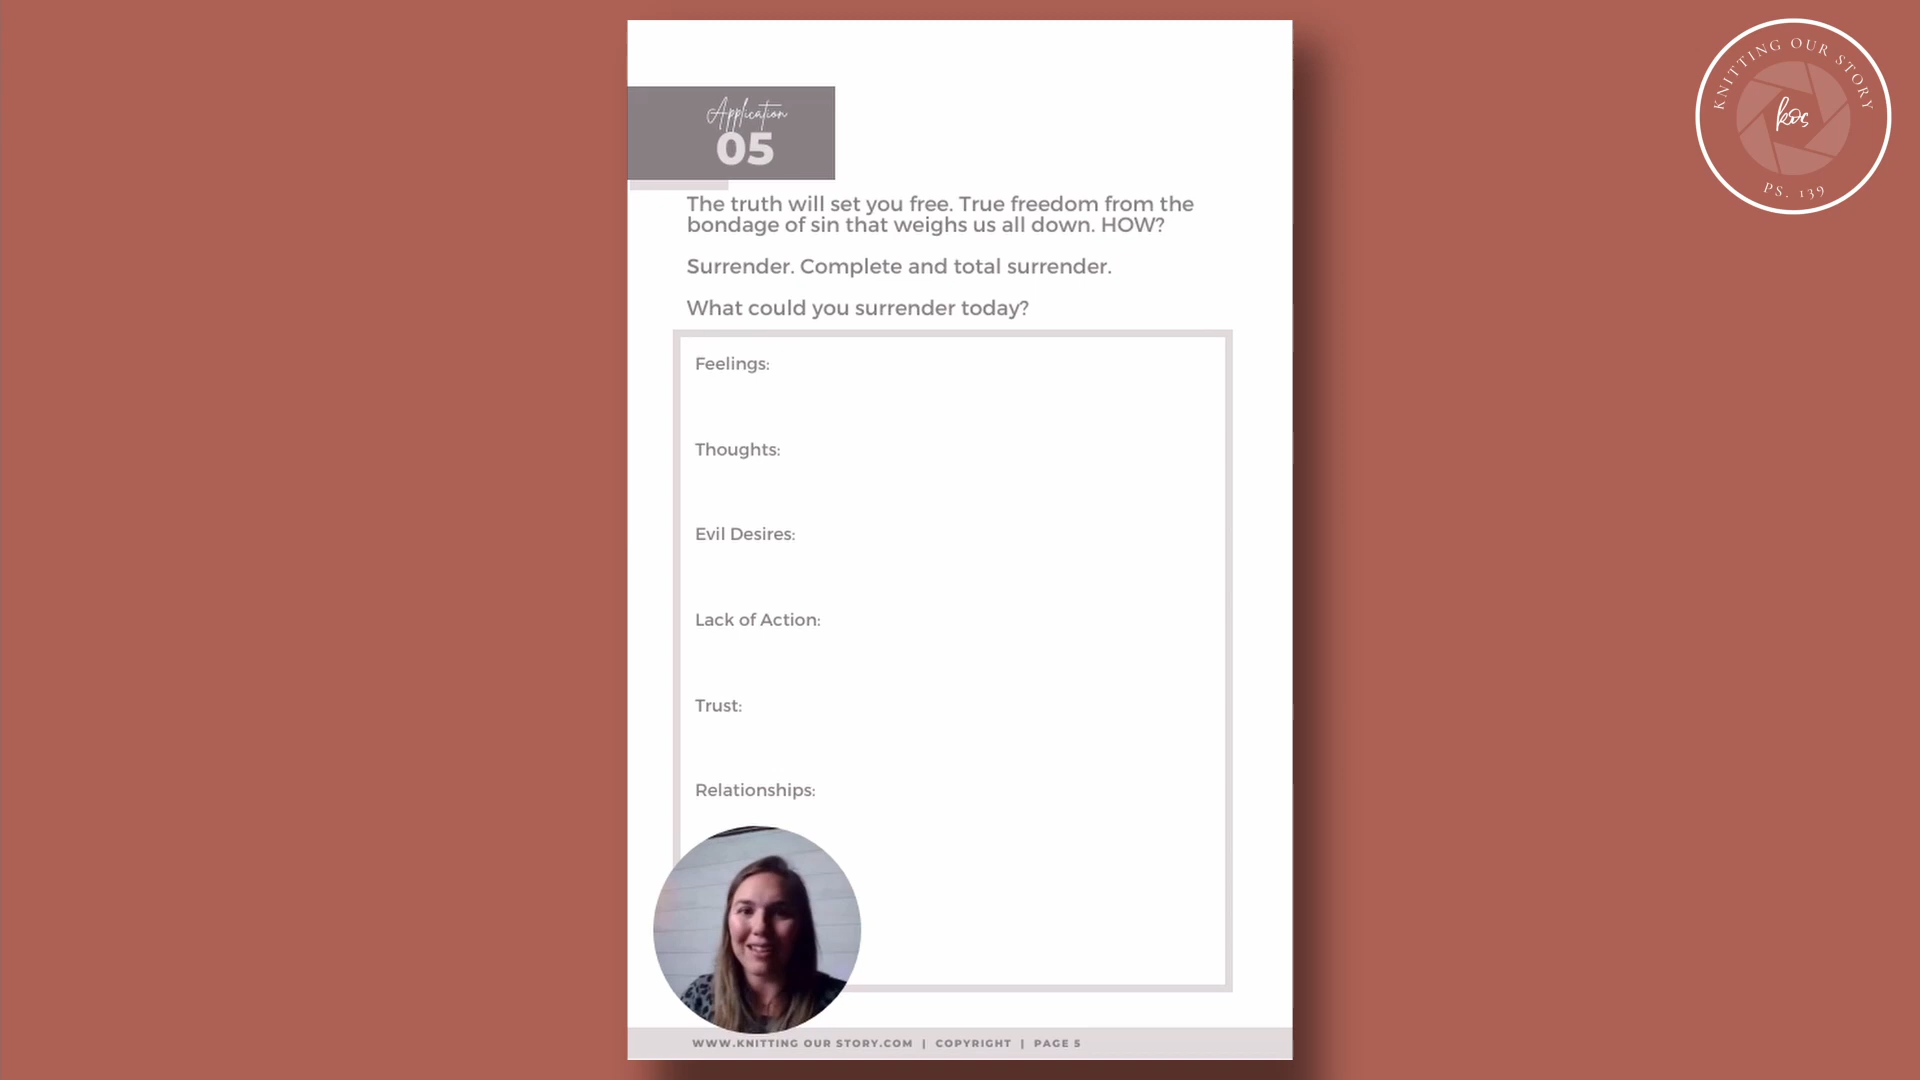 Application
05
The truth will set you free. True freedom from the
bondage of sin that weighs us all down. HOW?
Surrender. Complete and total surrender.
What could you surrender today?
Feelings:
Thoughts:
Evil Desires:
Lack of Action:
Trust:
Relationships:
WWW.KNITTING OUR STORY.COM | COPYRIGHT | PAGE 5
KNITTING OUR STORY
kos
PS. 139